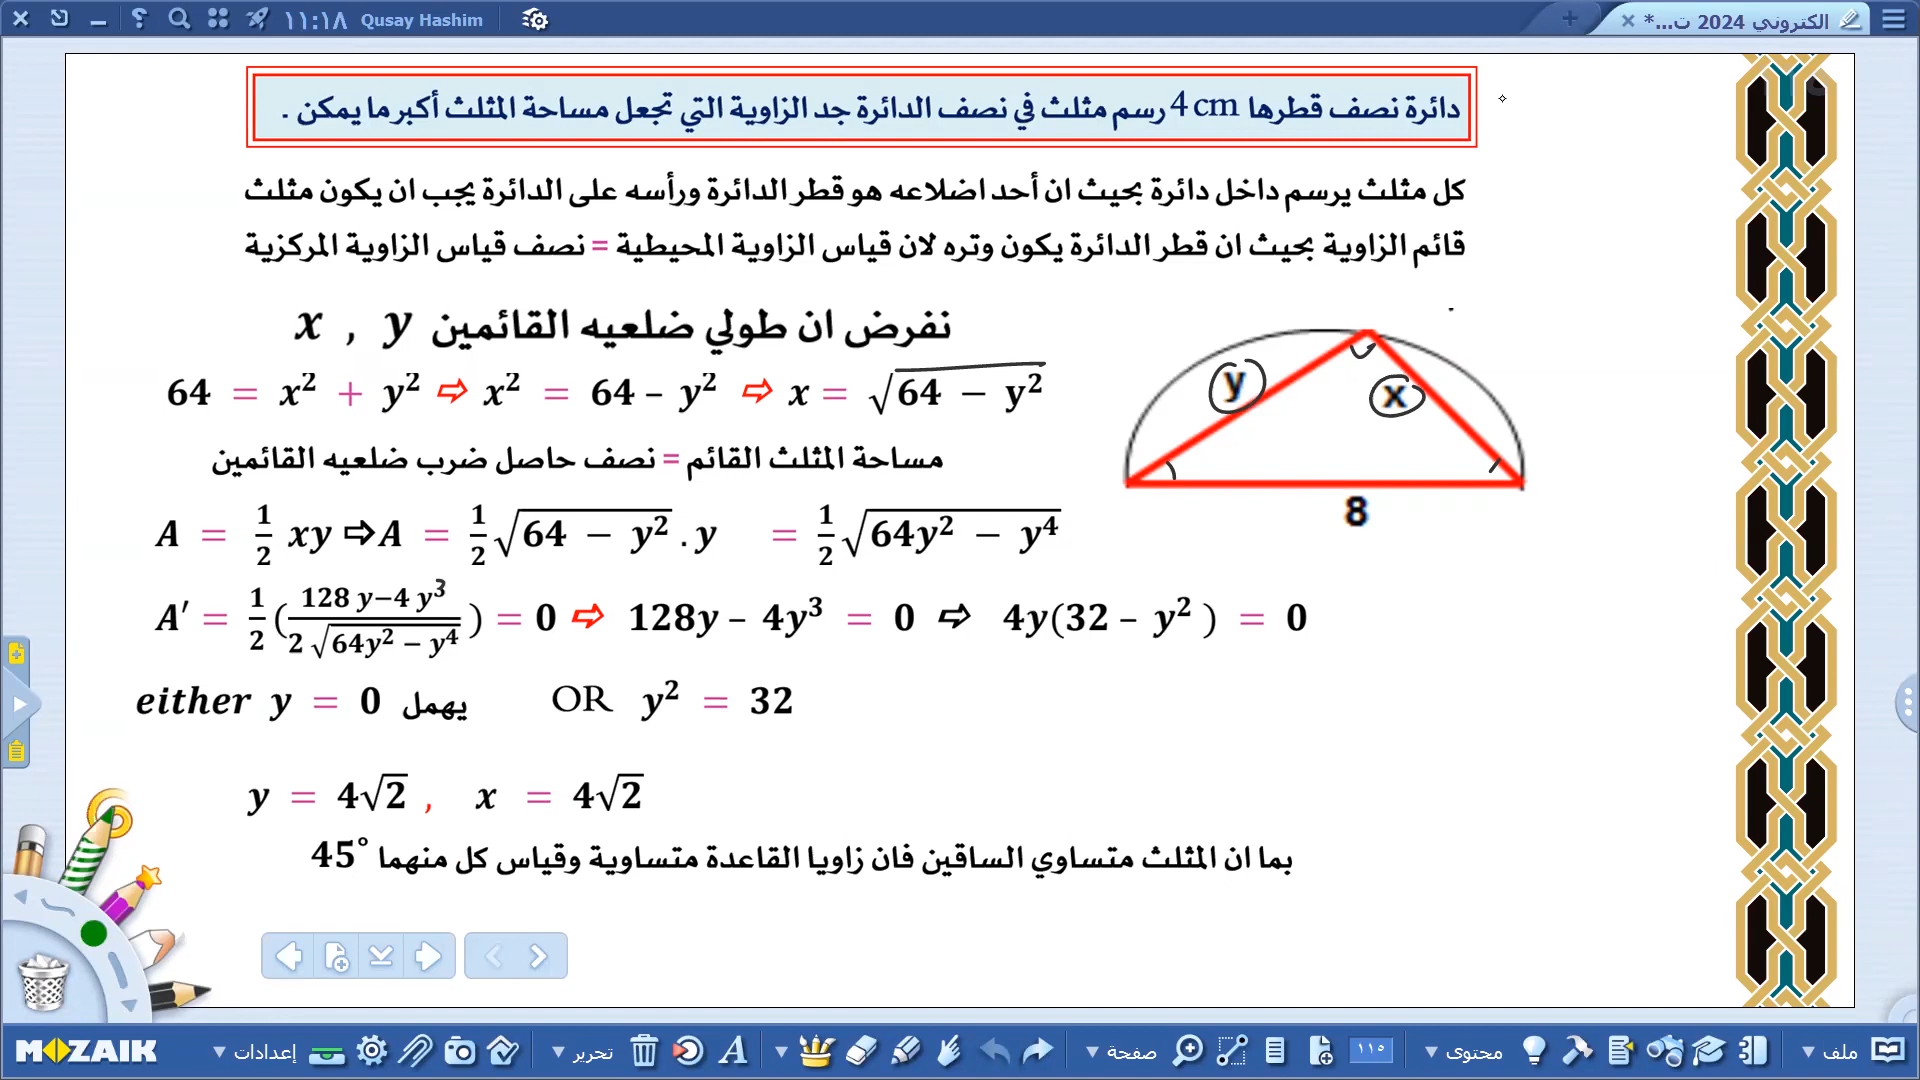 ١١:١٨ Qusay Hashim
الكتروني 2024 ت...*
دائرة نصف قطرها 4cm رسم مثلث في نصف الدائرة جد الزاوية التي تجعل مساحة المثلث أكبر ما يمكن .
كل مثلث يرسم داخل دائرة بحيث ان أحد اضلاعه هو قطر الدائرة ورأسه على الدائرة يجب ان يكون مثلث
قائم الزاوية بحيث ان قطر الدائرة يكون وتره لان قياس الزاوية المحيطية = نصف قياس الزاوية المركزية
نفرض ان طولي ضلعيه القائمين x , y
64 = x² + y² ⇨ x² = 64 – y² ⇨ x = √(64 − y²)
y
x
8
مساحة المثلث القائم = نصف حاصل ضرب ضلعيه القائمين
A = 1/2 xy ⇨ A = 1/2 √(64 − y²) . y = 1/2 √(64y² − y⁴)
A′ = 1/2 ((128 y−4 y³)/(2 √(64y² − y⁴))) = 0 ⇨ 128y – 4y³ = 0 ⇨ 4y(32 – y² ) = 0
either y = 0 يهمل OR y² = 32
y = 4√2 , x = 4√2
بما ان المثلث متساوي الساقين فان زوايا القاعدة متساوية وقياس كل منهما 45°
MOZAIK
إعدادات
تحرير
A
صفحة
١١٥
محتوى
ملف